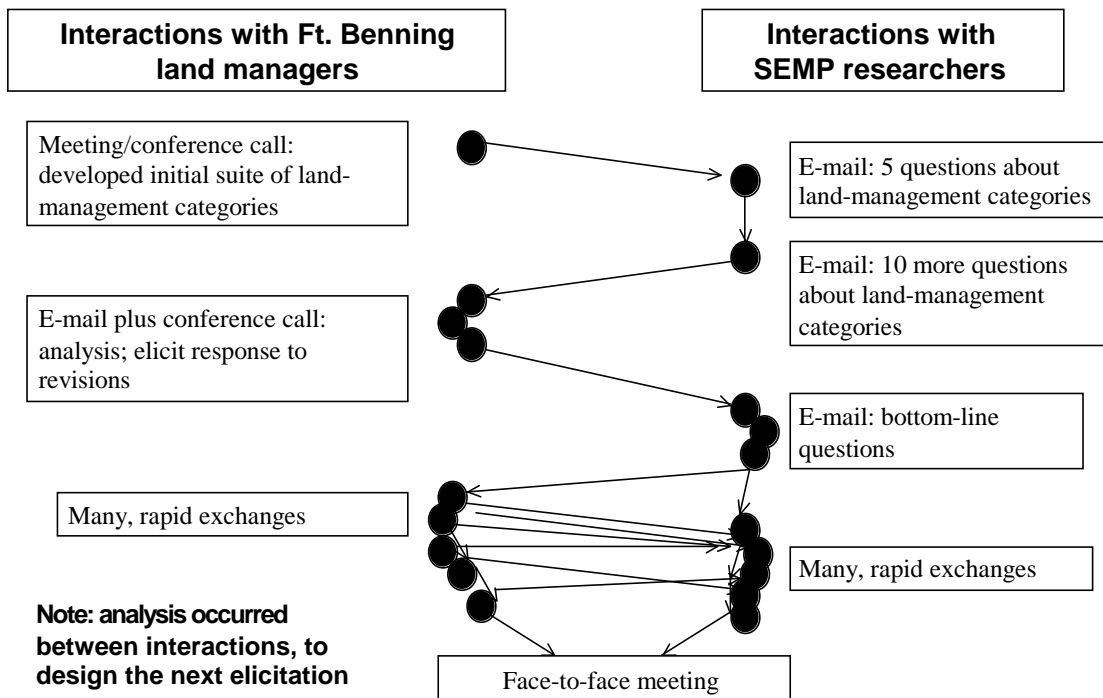 Interactions with Ft. Benning
land managers
Interactions with
SEMP researchers
Meeting/conference call:
developed initial suite of land-
management categories
E-mail: 5 questions about
land-management categories
E-mail: 10 more questions
about land-management
categories
E-mail plus conference call:
analysis; elicit response to
revisions
E-mail: bottom-line
questions
Many, rapid exchanges
Many, rapid exchanges
Note: analysis occurred
between interactions, to
design the next elicitation
Face-to-face meeting